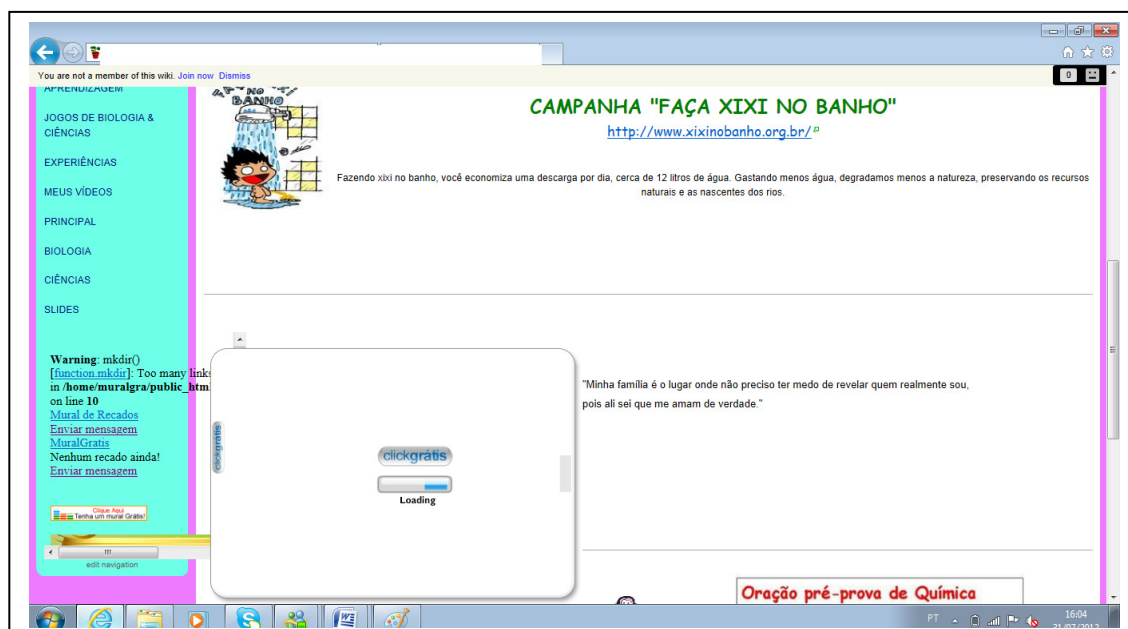 You are not a member of this wiki. Join now Dismiss
0
APRENDIZAGEM
JOGOS DE BIOLOGIA &
CIÊNCIAS
EXPERIÊNCIAS
MEUS VÍDEOS
PRINCIPAL
BIOLOGIA
CIÊNCIAS
SLIDES
Warning: mkdir()
[function.mkdir]: Too many links
in /home/muralgra/public_html
on line 10
Mural de Recados
Enviar mensagem
MuralGratis
Nenhum recado ainda!
Enviar mensagem
Clique Aqui
Tenha um mural Grátis!
edit navigation
NO
BANHO
CAMPANHA "FAÇA XIXI NO BANHO"
http://www.xixinobanho.org.br/
Fazendo xixi no banho, você economiza uma descarga por dia, cerca de 12 litros de água. Gastando menos água, degradamos menos a natureza, preservando os recursos
naturais e as nascentes dos rios.
clickgrátis
clickgrátis
Loading
"Minha família é o lugar onde não preciso ter medo de revelar quem realmente sou,
pois ali sei que me amam de verdade."
Oração pré-prova de Química
PT
16:04
31/07/2012